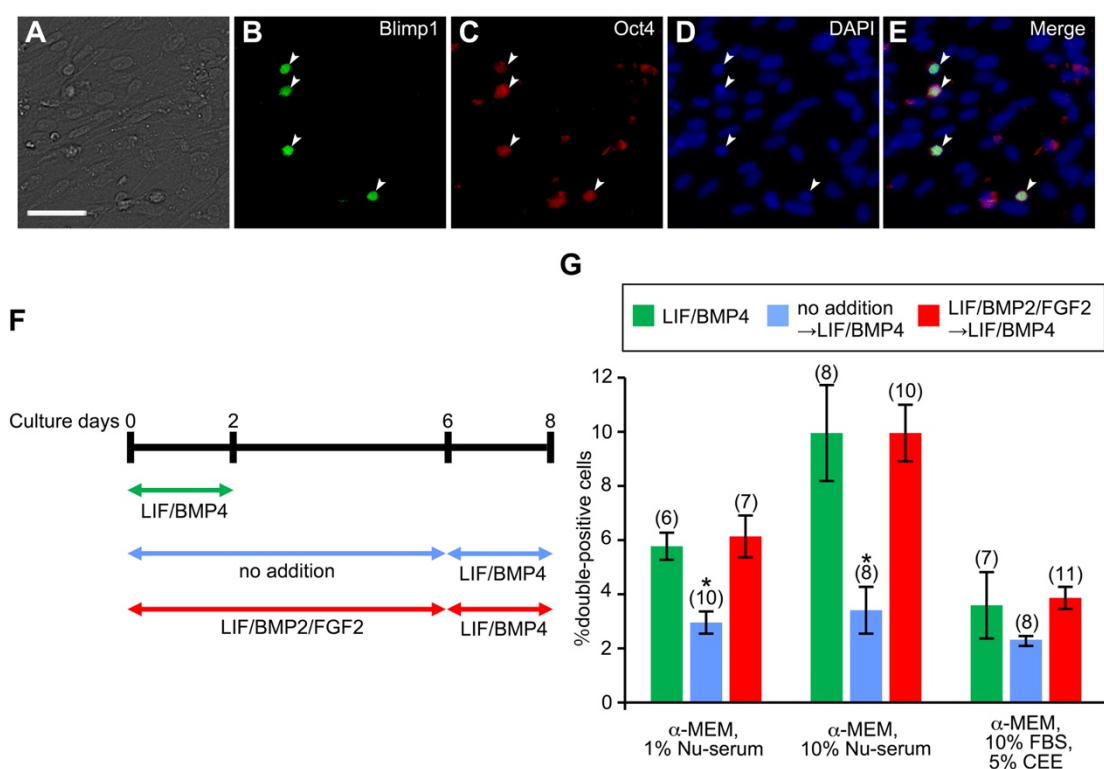 A
Blimp1
B
Oct4
C
DAPI
D
Merge
E
F
Culture days 0 2 6 8
LIF/BMP4
no addition LIF/BMP4
LIF/BMP2/FGF2 LIF/BMP4
G
LIF/BMP4
no addition
→LIF/BMP4
LIF/BMP2/FGF2
→LIF/BMP4
%double-positive cells
12
10
8
6
4
2
0
(6)
*
(10)
(7)
(8)
*
(8)
(10)
(7)
(8)
(11)
α-MEM,
1% Nu-serum
α-MEM,
10% Nu-serum
α-MEM,
10% FBS,
5% CEE